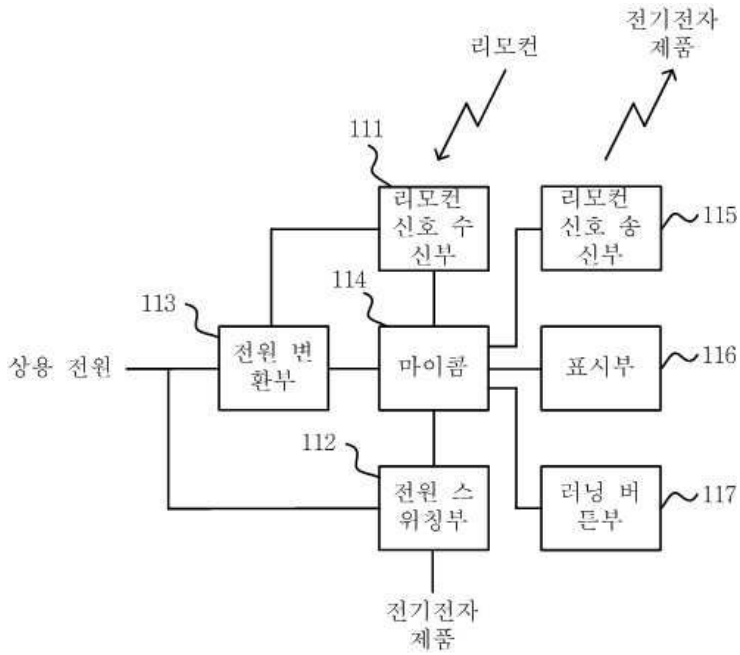 전기전자
제품
리모컨
111
리모컨
신호 수
신부
리모컨
신호 송
신부
115
113
114
상용 전원
전원 변
환부
마이콤
표시부
116
112
전원 스
위칭부
러닝 버
튼부
117
전기전자
제품